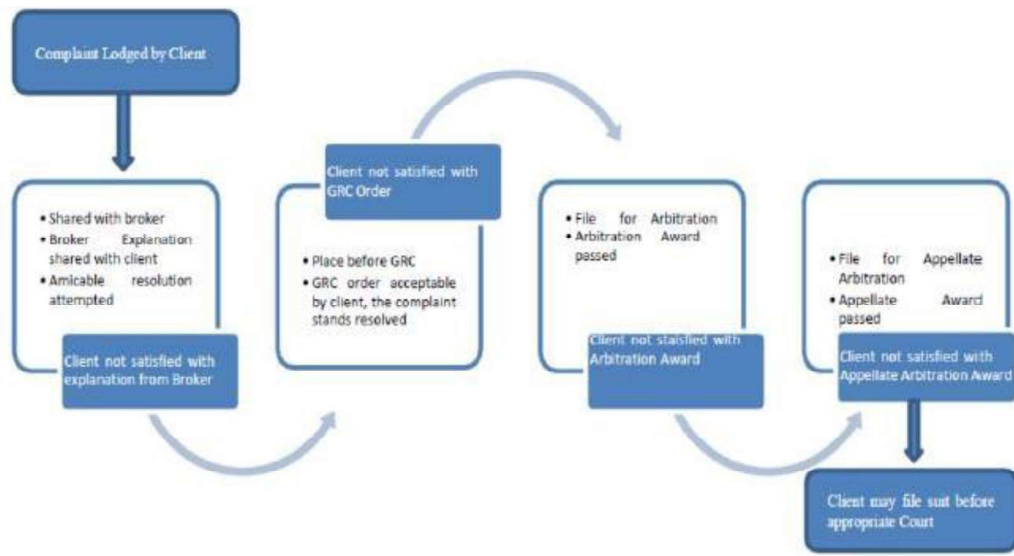 Complaint Lodged by Client
• Shared with broker
• Broker Explanation
shared with client
• Amicable resolution
attempted
Client not satisfied with
explanation from Broker
Client not satisfied with
GRC Order
• Place before GRC
• GRC order acceptable
by client, the complaint
stands resolved
• File for Arbitration
• Arbitration Award
passed
Client not staisfied with
Arbitration Award
• File for Appellate
Arbitration
• Appellate Award
passed
Client not satisfied with
Appellate Arbitration Award
Client may file suit before
appropriate Court